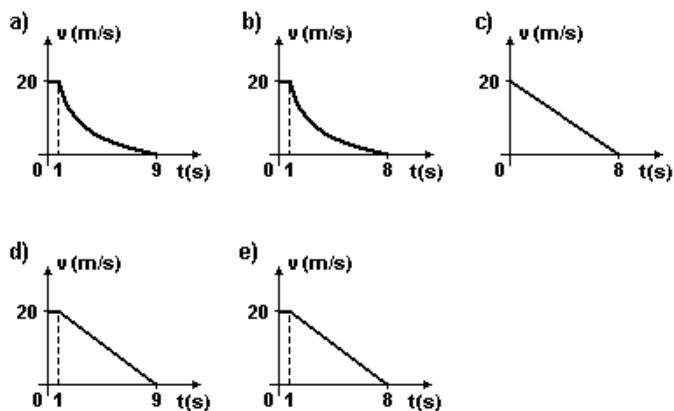 a) v (m/s) b) v (m/s) c) v (m/s)
20 20 20
0 1 9 t(s) 0 1 8 t(s) 0 8 t(s)
d) v (m/s) e) v (m/s)
20 20
0 1 9 t(s) 0 1 8 t(s)